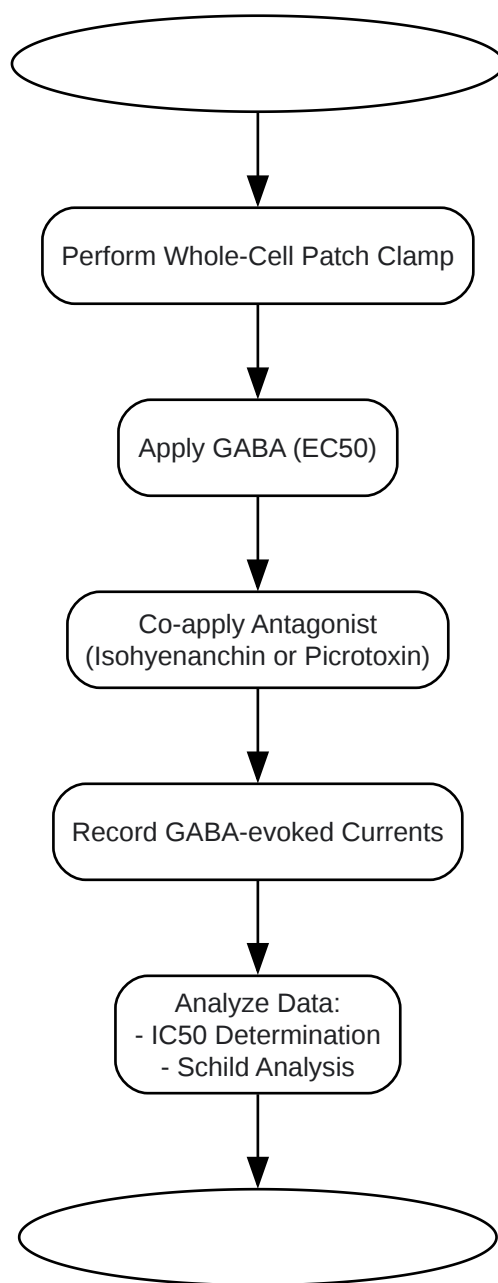 Perform Whole-Cell Patch Clamp
Apply GABA (EC50)
Co-apply Antagonist
(Isohyenanchin or Picrotoxin)
Record GABA-evoked Currents
Analyze Data:
- IC50 Determination
- Schild Analysis